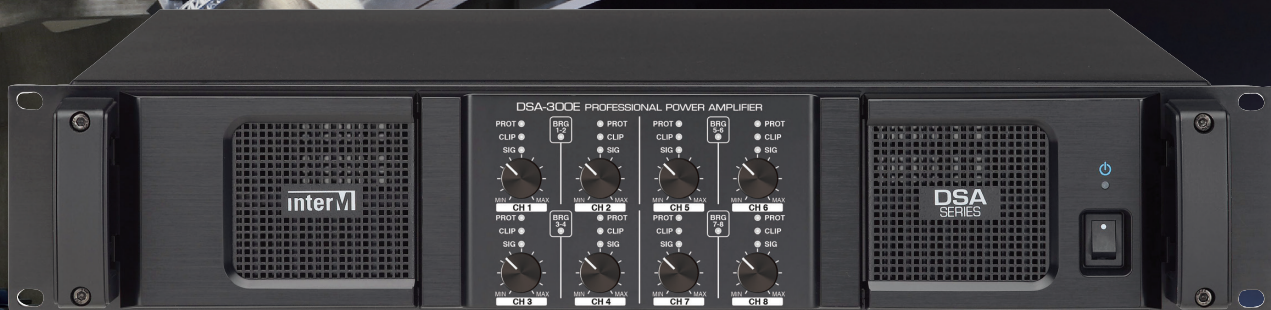 DSA-300E PROFESSIONAL POWER AMPLIFIER
PROT BRG 1-2 PROT PROT BRG 5-6 PROT
CLIP CLIP CLIP CLIP
SIG SIG SIG SIG
MIN MAX MIN MAX MIN MAX MIN MAX
CH 1 CH 2 CH 5 CH 6
PROT BRG 3-4 PROT PROT BRG 7-8 PROT
CLIP CLIP CLIP CLIP
SIG SIG SIG SIG
MIN MAX MIN MAX MIN MAX MIN MAX
CH 3 CH 4 CH 7 CH 8
interM
DSA
SERIES